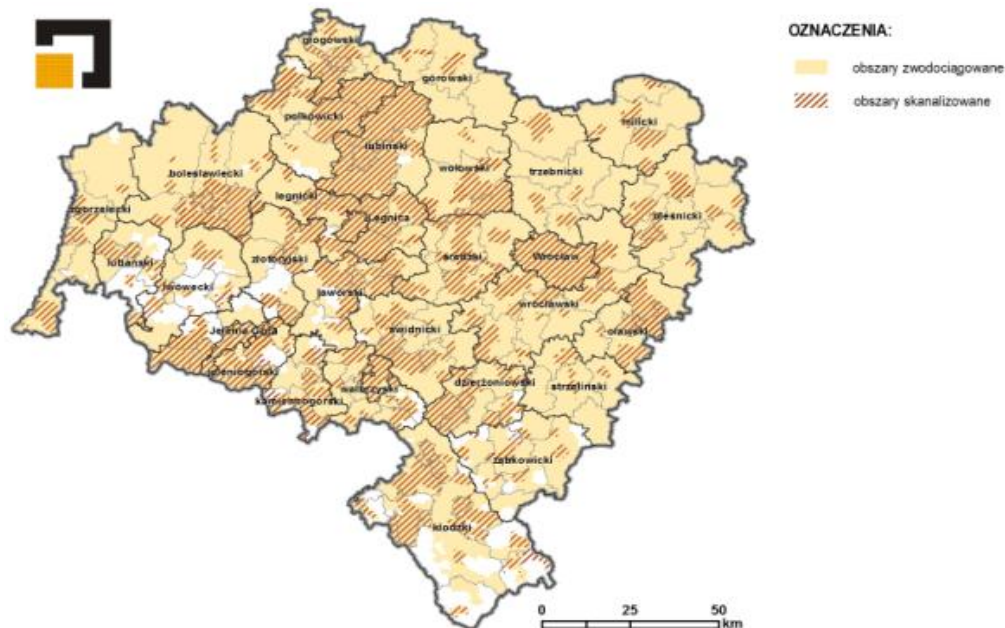 OZNACZENIA:
obszary zwodociągowane
obszary skanalizowane
głogowski
górowski
polkowicki
lubiński
milicki
wołowski
trzebnicki
bolesławiecki
legnicki
Legnica
oleśnicki
zgorzelecki
lubański
złotoryjski
średzki
Wrocław
lwówecki
jaworski
wrocławski
Jelenia Góra
świdnicki
oławski
jeleniogórski
wałbrzyski
dzierżoniowski
strzeliński
kamiennogórski
ząbkowicki
kłodzki
0 25 50
km